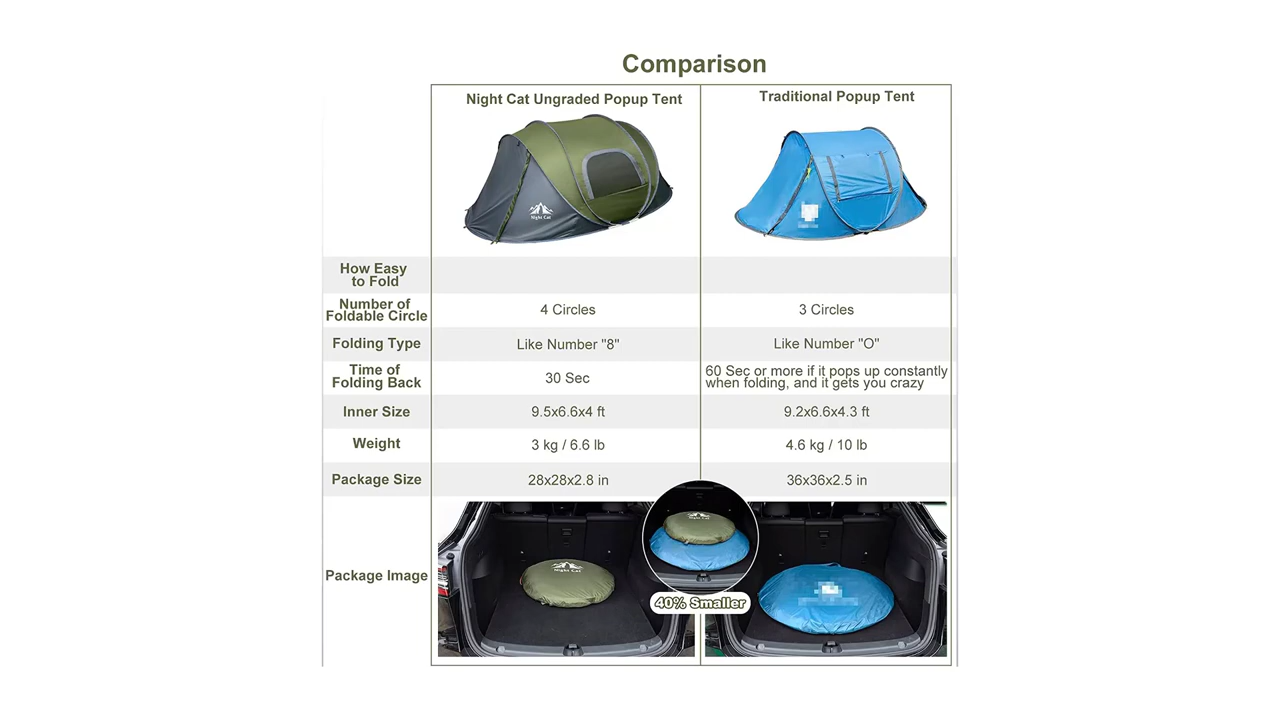 Comparison
Night Cat Ungraded Popup Tent
Traditional Popup Tent
Night Cat
How Easy
to Fold
Number of
Foldable Circle
4 Circles
3 Circles
Folding Type
Like Number "8"
Like Number "O"
Time of
Folding Back
30 Sec
60 Sec or more if it pops up constantly
when folding, and it gets you crazy
Inner Size
9.5x6.6x4 ft
9.2x6.6x4.3 ft
Weight
3 kg / 6.6 lb
4.6 kg / 10 lb
Package Size
28x28x2.8 in
36x36x2.5 in
Package Image
Night Cat
Night Cat
40% Smaller